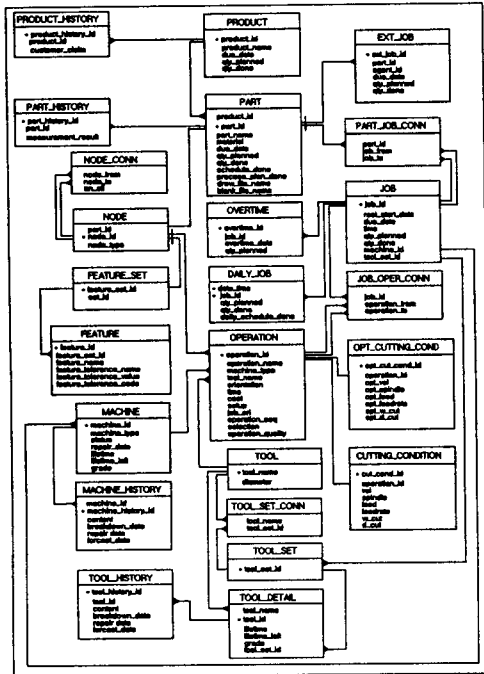 PRODUCT_HISTORY
* product_history_id
product_id
customer_claim
PRODUCT
* product_id
product_name
due_date
qty_planned
qty_done
EXT_JOB
* ext_job_id
part_id
agent_id
due_date
qty_planned
qty_done
PART_HISTORY
* part_history_id
part_id
measurement_result
PART
product_id
* part_id
part_name
material
due_date
qty_planned
qty_done
schedule_done
process_plan_done
draw_file_name
blank_file_name
PART_JOB_CONN
part_id
job_from
job_to
NODE_CONN
node_from
node_to
NODE
part_id
* node_id
node_type
OVERTIME
* overtime_id
job_id
overtime_date
qty_planned
JOB
* job_id
real_start_date
due_date
time
qty_planned
qty_done
machine_id
tool_set_id
FEATURE_SET
* feature_set_id
DAILY_JOB
* date_time
* job_id
qty_planned
qty_done
daily_schedule_done
JOB_OPER_CONN
job_id
operation_from
operation_to
FEATURE
* feature_id
feature_set_id
feature_name
feature_tolerance_name
feature_tolerance_value
feature_tolerance_code
OPERATION
* operation_id
operation_name
machine_type
tool_name
orientation
time
cost
setup
operation_seq
selection
operation_quality
OPT_CUTTING_COND
* opt_cut_cond_id
operation_id
opt_vel
opt_spindle
opt_feed
opt_feedrate
opt_w_cut
opt_d_cut
MACHINE
* machine_id
machine_type
status
repair_date
lifetime
lifetime_left
grade
MACHINE_HISTORY
machine_id
* machine_history_id
content
breakdown_date
repair_date
forcast_date
TOOL
* tool_name
diameter
CUTTING_CONDITION
* cut_cond_id
operation_id
vel
spindle
feed
feedrate
w_cut
d_cut
TOOL_SET_CONN
tool_name
tool_set_id
TOOL_SET
* tool_set_id
TOOL_HISTORY
* tool_history_id
tool_id
content
breakdown_date
repair_date
forcast_date
TOOL_DETAIL
tool_name
* tool_id
lifetime
lifetime_left
grade
tool_set_id